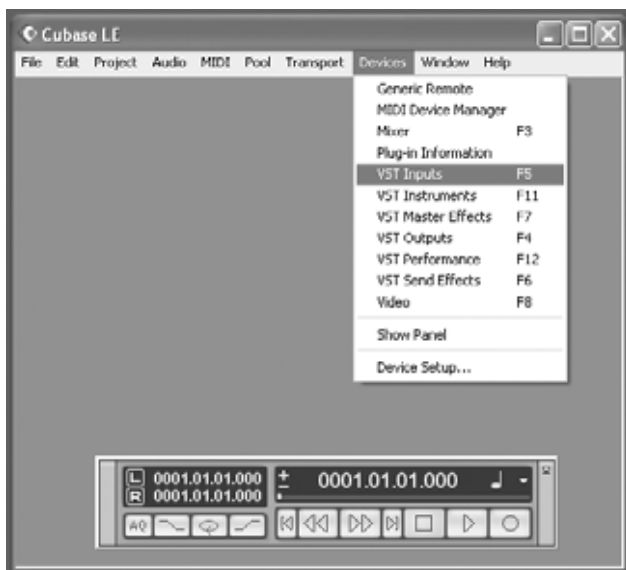 Cubase LE
File Edit Project Audio MIDI Pool Transport Devices Window Help
Generic Remote
MIDI Device Manager
Mixer F3
Plug-in Information
VST Inputs F5
VST Instruments F11
VST Master Effects F7
VST Outputs F4
VST Performance F12
VST Send Effects F6
Video F8
Show Panel
Device Setup...
L 0001.01.01.000
R 0001.01.01.000
0001.01.01.000
AQ